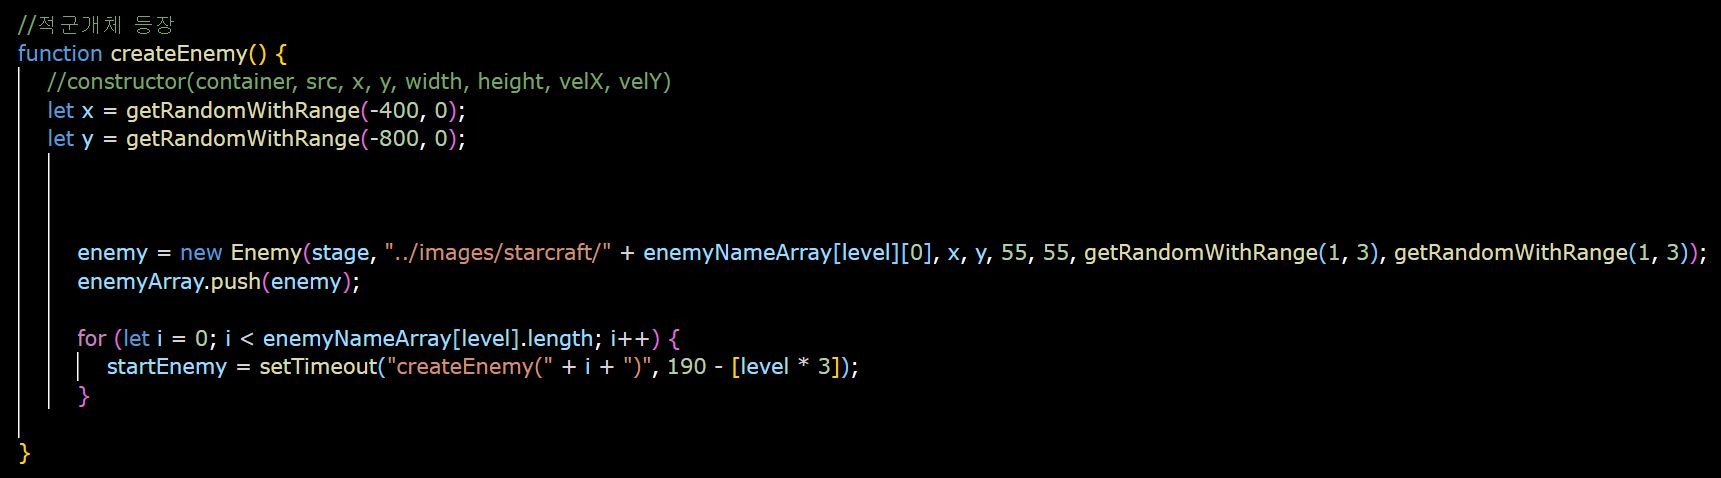 //적군개체 등장
function createEnemy() {
//constructor(container, src, x, y, width, height, velX, velY)
let x = getRandomWithRange(-400, 0);
let y = getRandomWithRange(-800, 0);
enemy = new Enemy(stage, "../images/starcraft/" + enemyNameArray[level][0], x, y, 55, 55, getRandomWithRange(1, 3), getRandomWithRange(1, 3));
enemyArray.push(enemy);
for (let i = 0; i < enemyNameArray[level].length; i++) {
startEnemy = setTimeout("createEnemy(" + i + ")", 190 - [level * 3]);
}
}